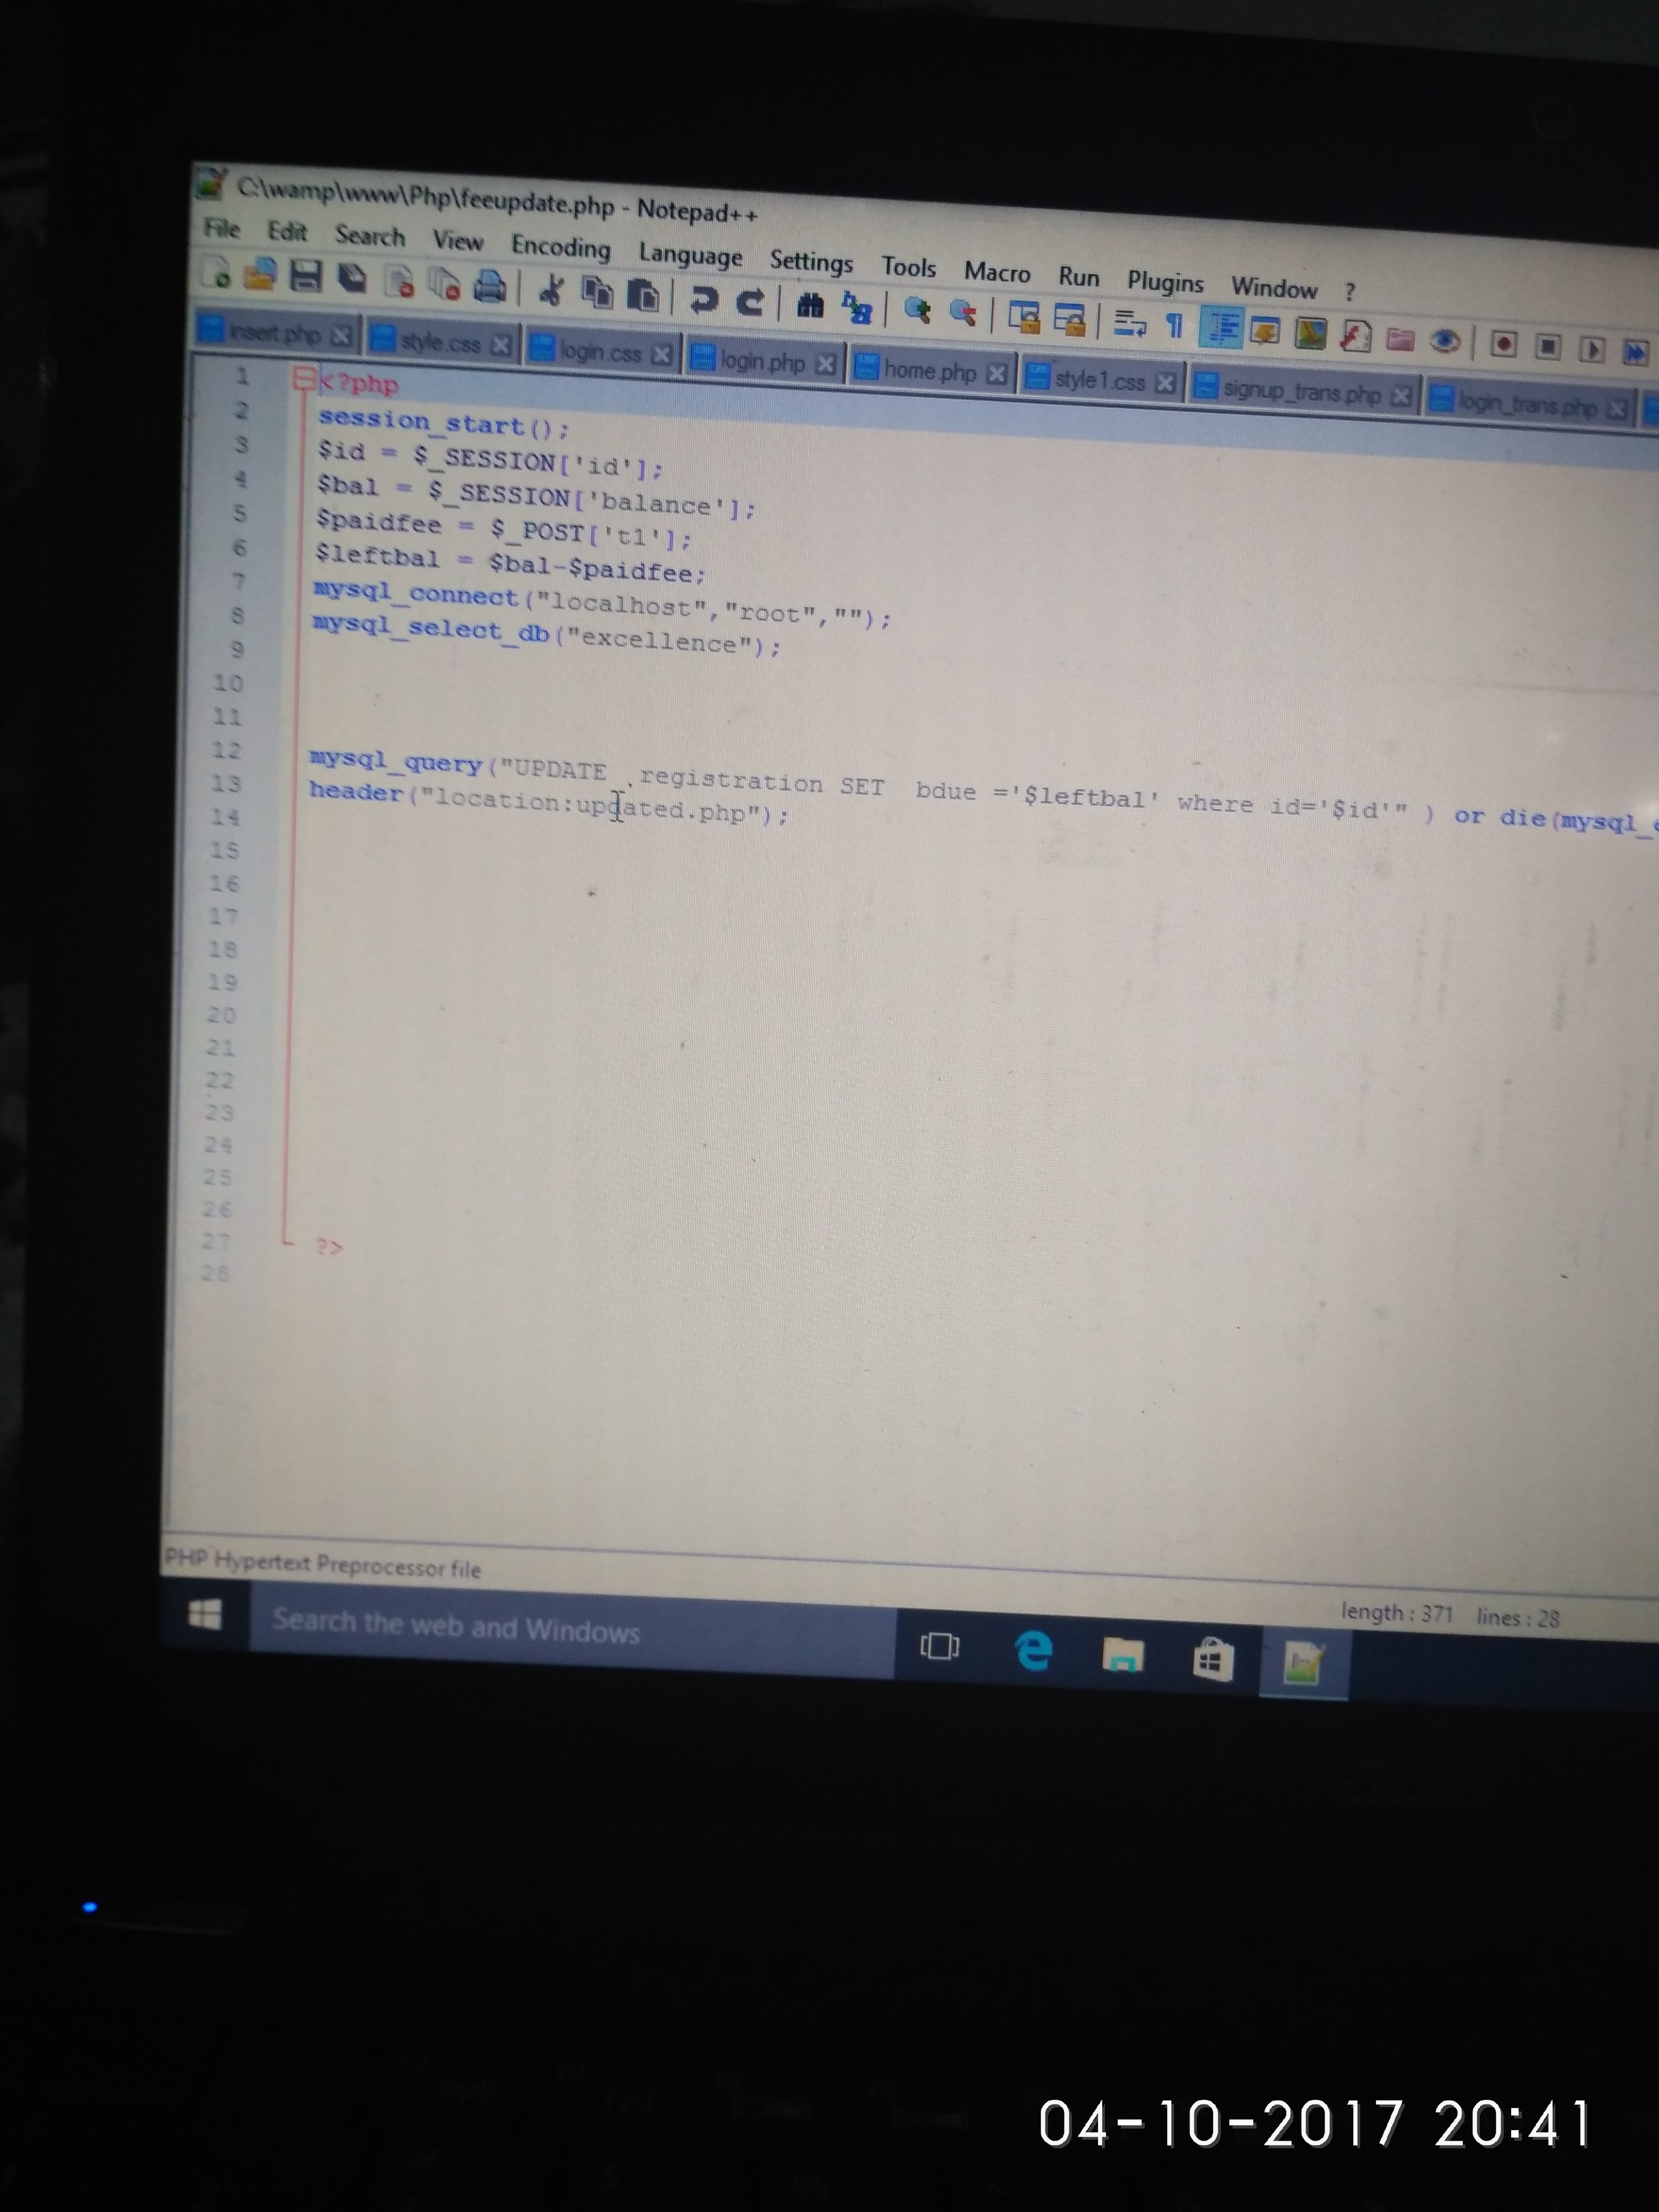 C:\wamp\www\Php\feeupdate.php - Notepad++
File Edit Search View Encoding Language Settings Tools Macro Run Plugins Window ?
insert.php style.css login.css login.php home.php style1.css signup_trans.php login_trans.php
1 <?php
2 session_start();
3 $id = $_SESSION['id'];
4 $bal = $_SESSION['balance'];
5 $paidfee = $_POST['t1'];
6 $leftbal = $bal-$paidfee;
7 mysql_connect("localhost","root","");
8 mysql_select_db("excellence");
9
10
11
12 mysql_query("UPDATE registration SET bdue ='$leftbal' where id='$id'" ) or die(mysql_
13 header("location:updated.php");
14
15
16
17
18
19
20
21
22
23
24
25
26
27 ?>
28
PHP Hypertext Preprocessor file
length : 371 lines : 28
Search the web and Windows
acer
04-10-2017 20:41